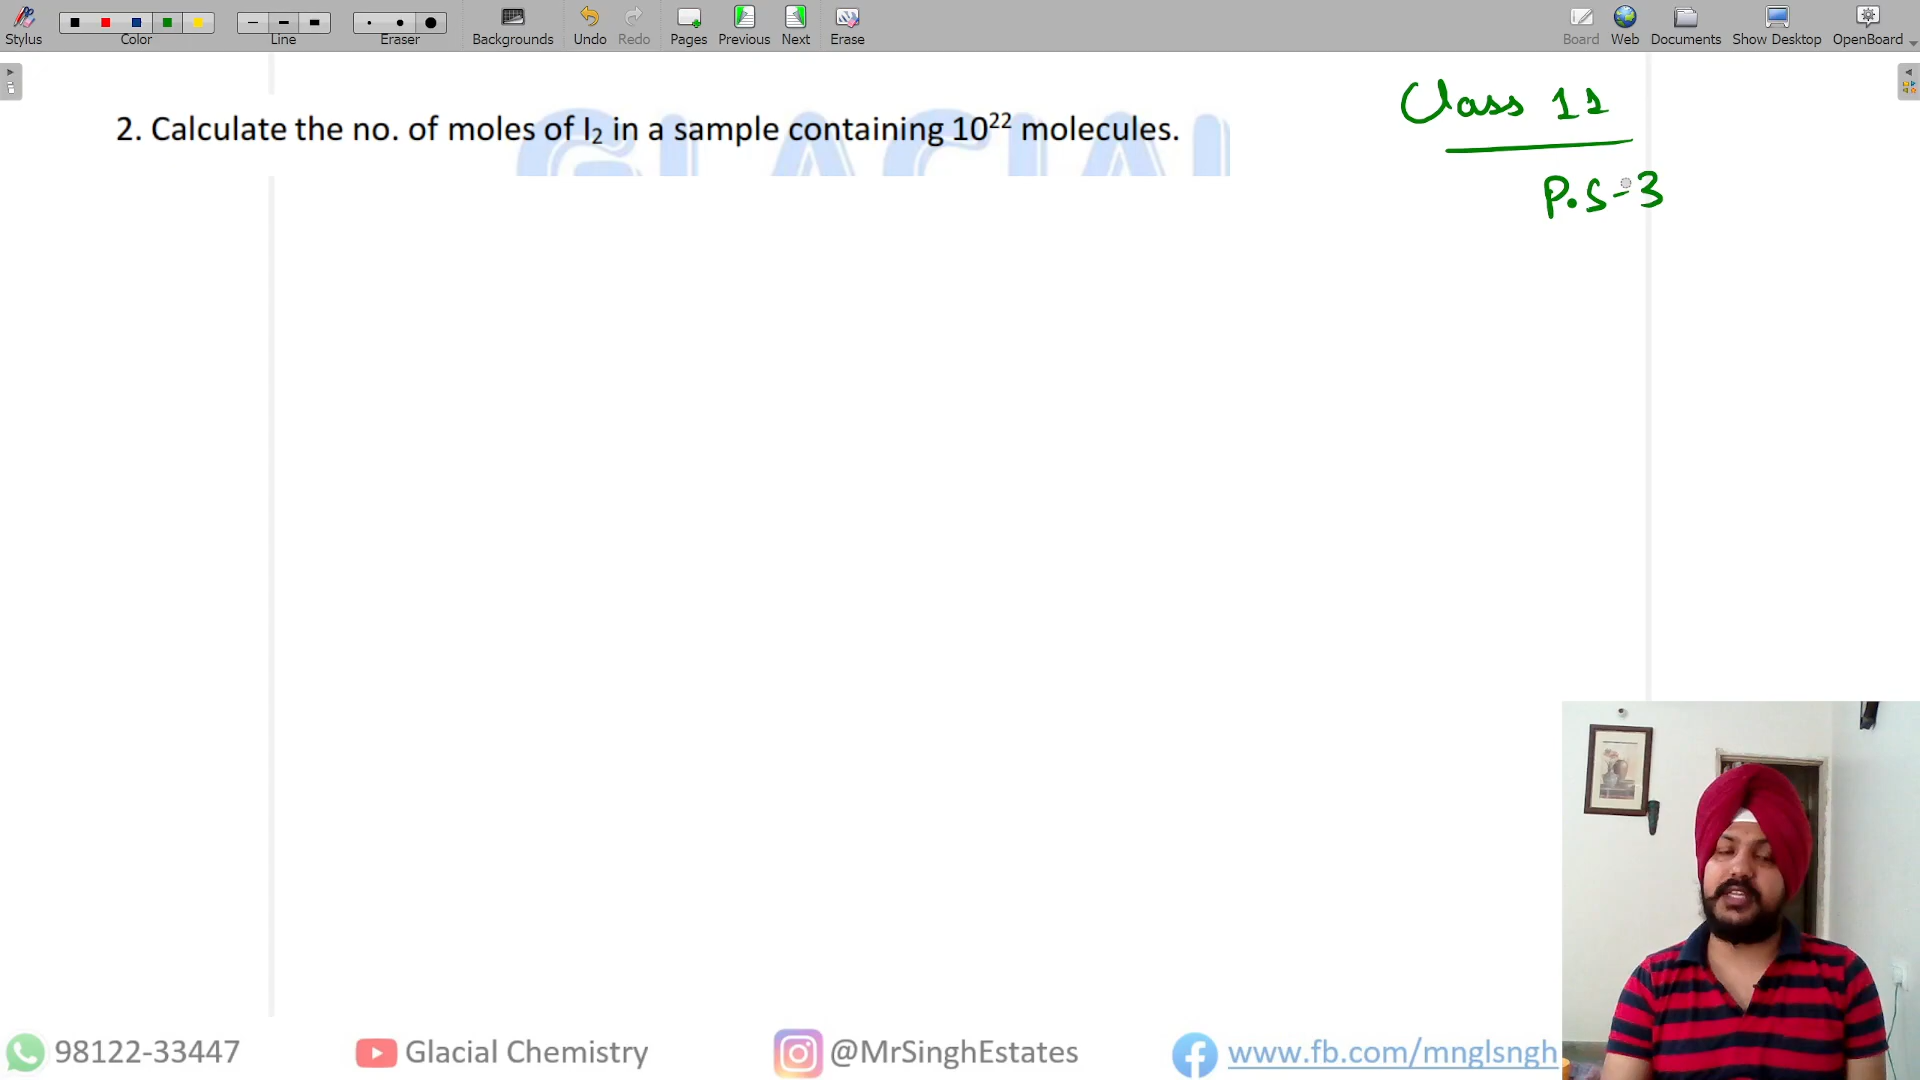 Stylus
Color
Line
Eraser
Backgrounds
Undo
Redo
Pages
Previous
Next
Erase
Board
Web
Documents
Show Desktop
OpenBoard
Class 11
2. Calculate the no. of moles of I₂ in a sample containing 10²² molecules.
GLACIAL
P.S-3
98122-33447
Glacial Chemistry
@MrSinghEstates
www.fb.com/mnglsngh